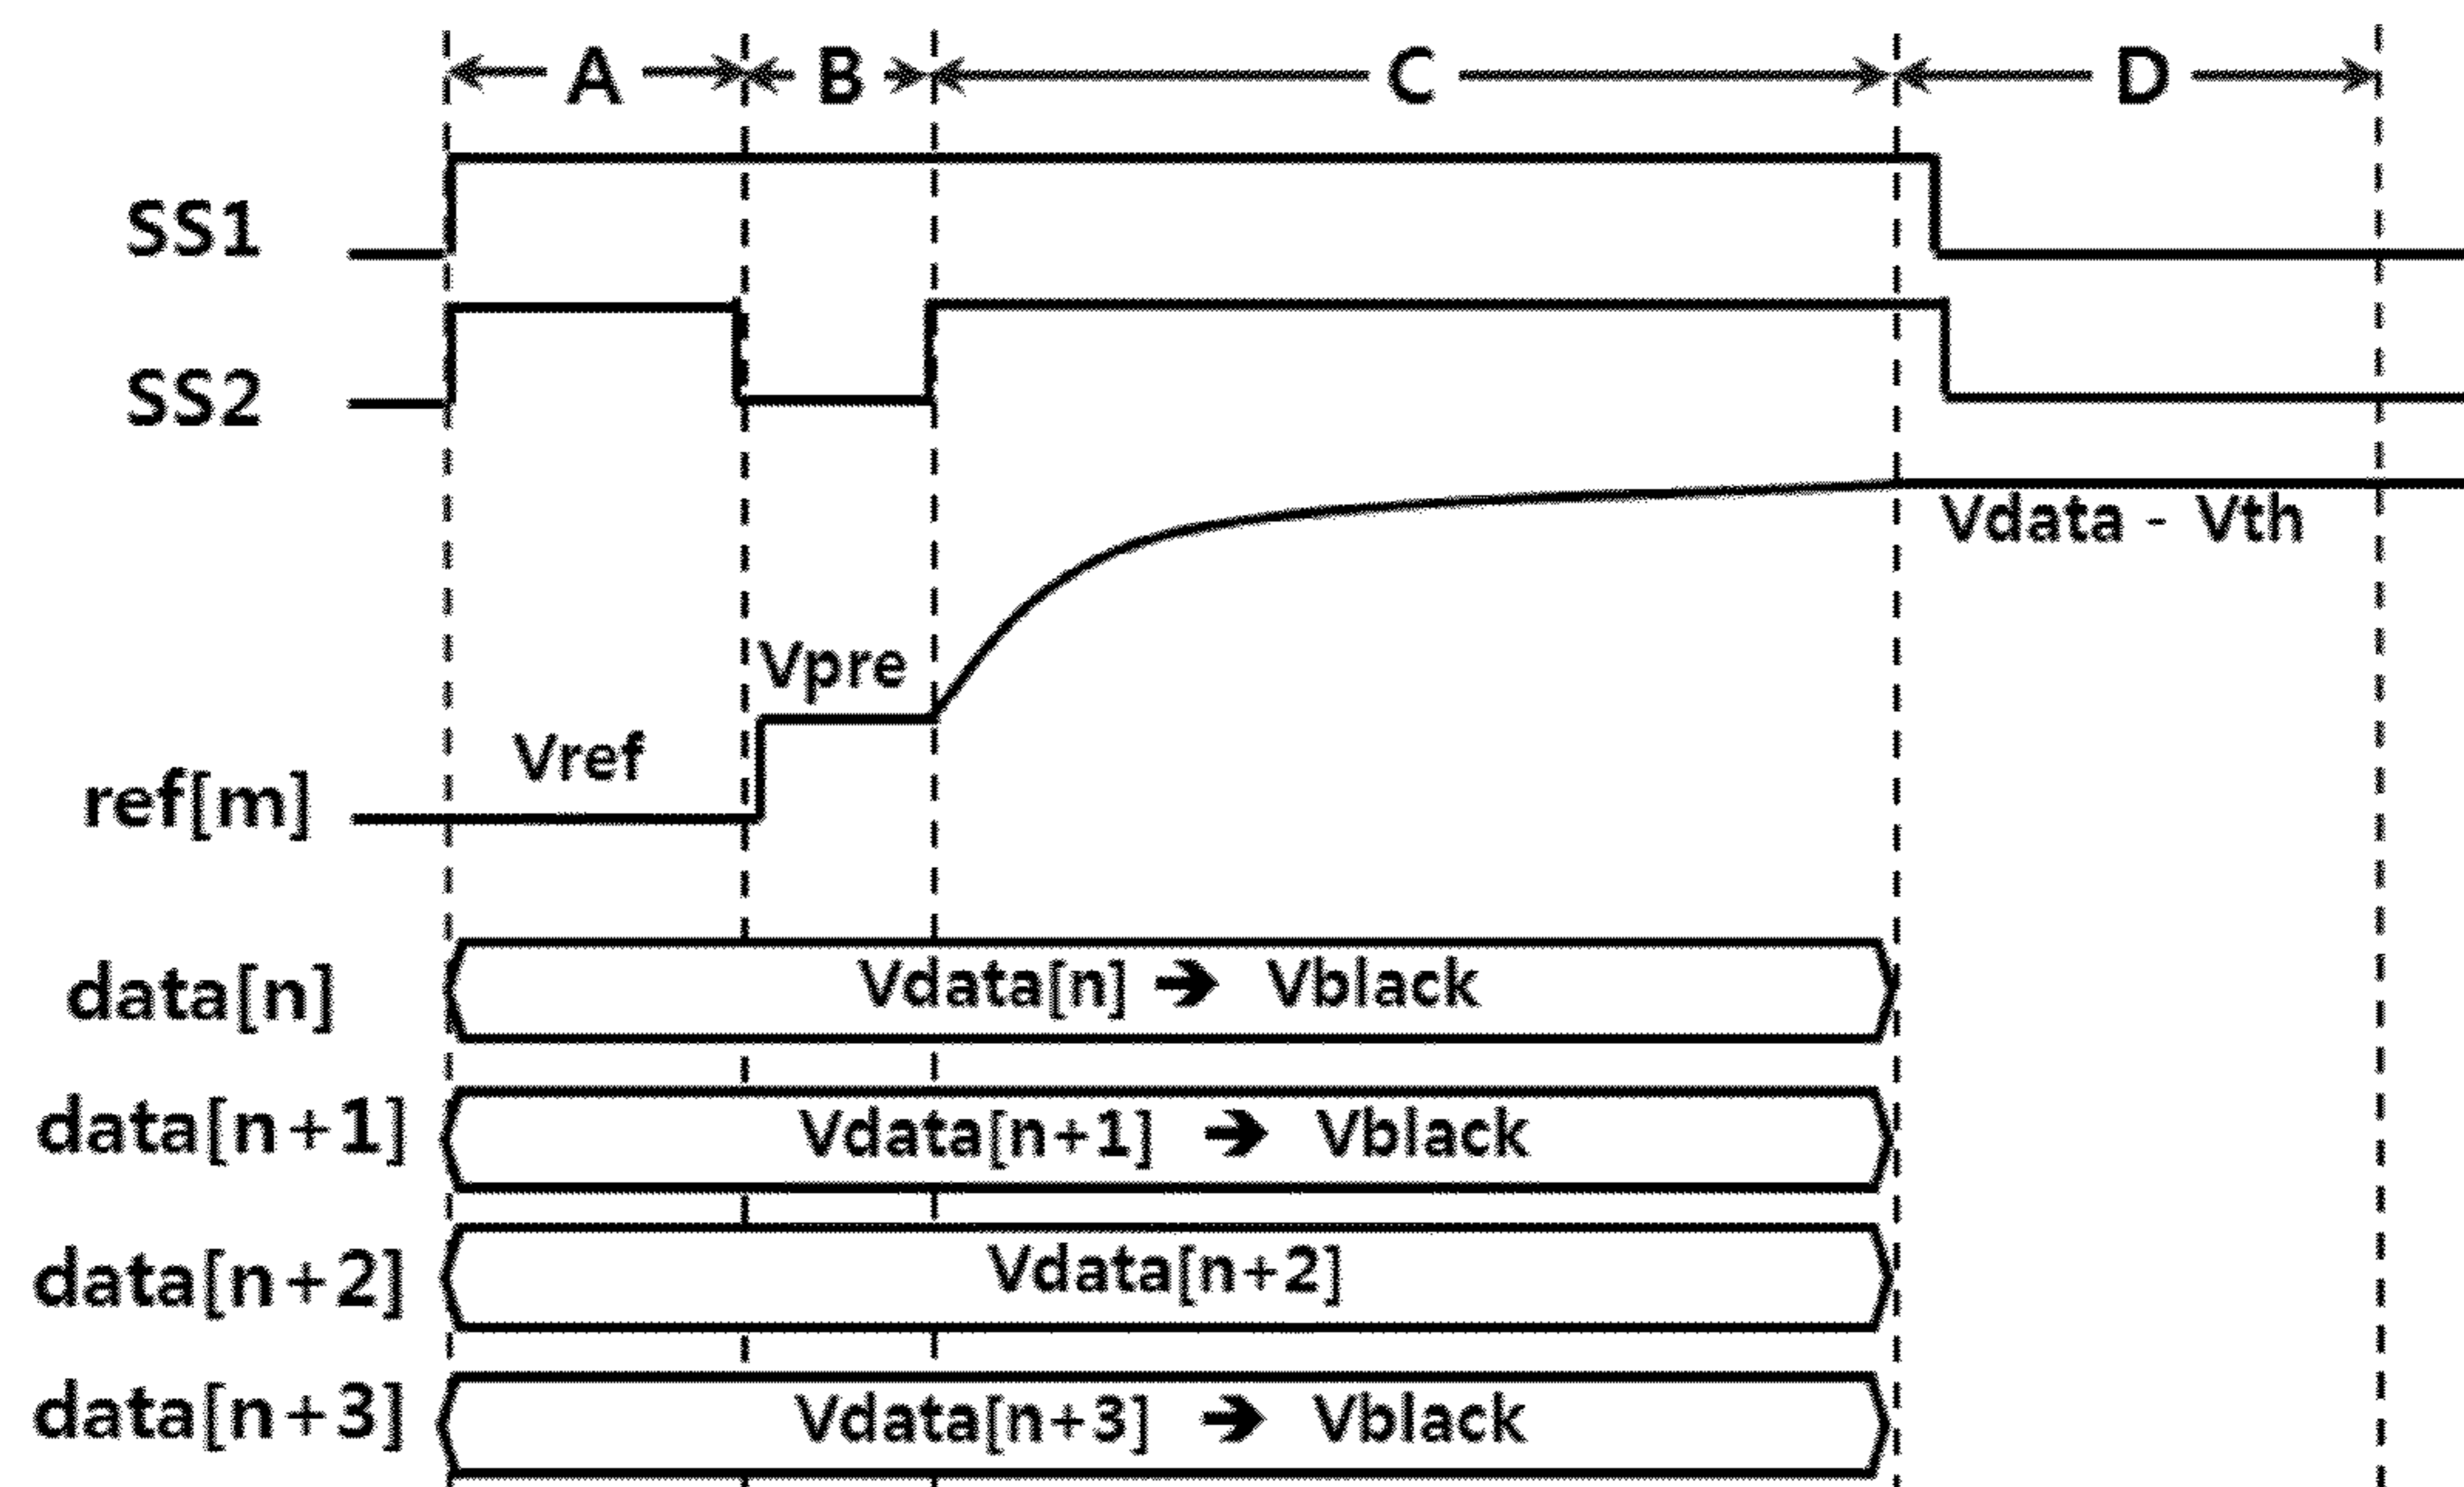 A B C D
SS1
SS2
Vdata - Vth
Vpre
Vref
ref[m]
data[n] Vdata[n] ➔ Vblack
data[n+1] Vdata[n+1] ➔ Vblack
data[n+2] Vdata[n+2]
data[n+3] Vdata[n+3] ➔ Vblack